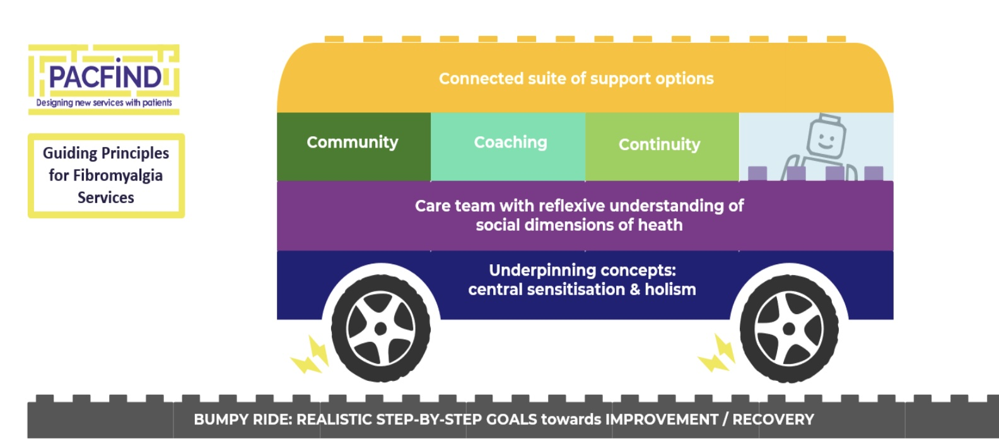 PACFiND
Designing new services with patients
Guiding Principles
for Fibromyalgia
Services
Connected suite of support options
Community
Coaching
Continuity
Care team with reflexive understanding of
social dimensions of heath
Underpinning concepts:
central sensitisation & holism
BUMPY RIDE: REALISTIC STEP-BY-STEP GOALS towards IMPROVEMENT / RECOVERY